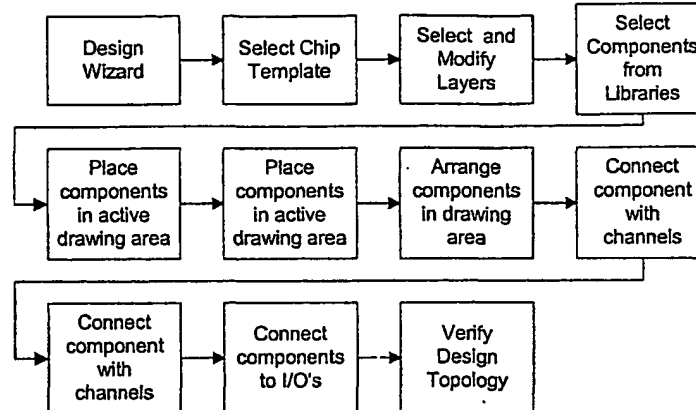 Design
Wizard
Select Chip
Template
Select and
Modify
Layers
Select
Components
from
Libraries
Place
components
in active
drawing area
Place
components
in active
drawing area
Arrange
components
in drawing
area
Connect
component
with
channels
Connect
component
with
channels
Connect
components
to I/O's
Verify
Design
Topology